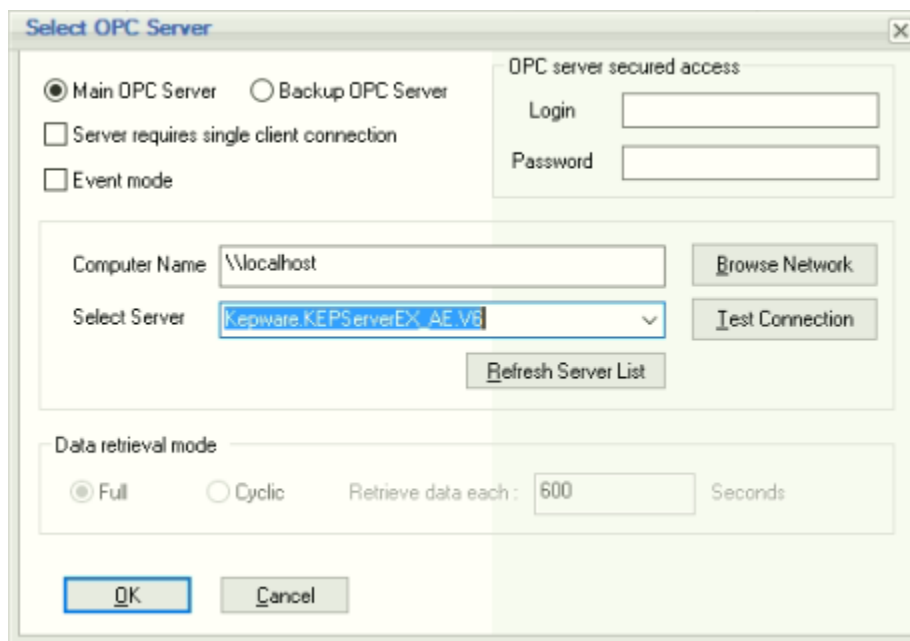 Select OPC Server
Main OPC Server Backup OPC Server
Server requires single client connection
Event mode
OPC server secured access
Login
Password
Computer Name \\localhost Browse Network
Select Server Kepware.KEPServerEX_AE.V6 Test Connection
Refresh Server List
Data retrieval mode
Full Cyclic Retrieve data each : 600 Seconds
OK Cancel